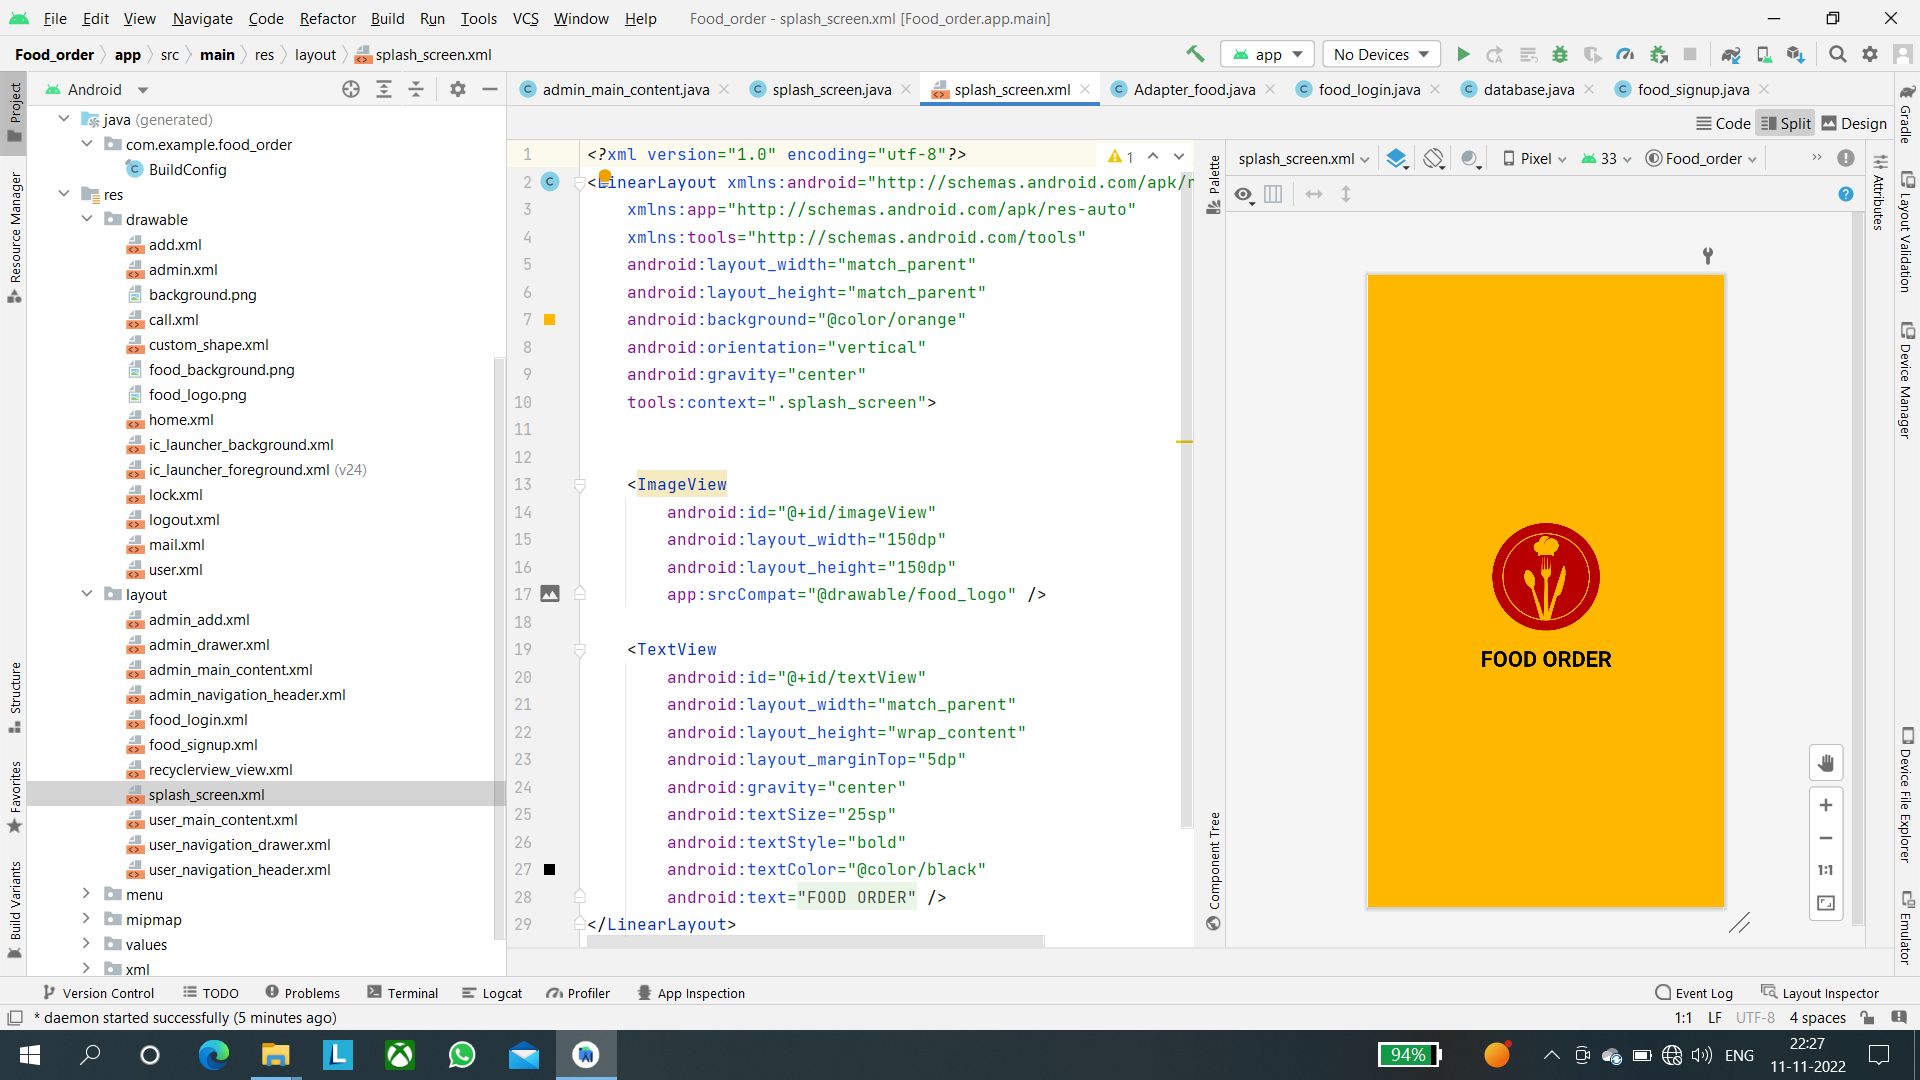 File Edit View Navigate Code Refactor Build Run Tools VCS Window Help Food_order - splash_screen.xml [Food_order.app.main]
Food_order app src main res layout splash_screen.xml app No Devices
Android
admin_main_content.java splash_screen.java splash_screen.xml Adapter_food.java food_login.java database.java food_signup.java
Code Split Design
Project
Resource Manager
Structure
Favorites
Build Variants
java (generated)
com.example.food_order
BuildConfig
res
drawable
add.xml
admin.xml
background.png
call.xml
custom_shape.xml
food_background.png
food_logo.png
home.xml
ic_launcher_background.xml
ic_launcher_foreground.xml (v24)
lock.xml
logout.xml
mail.xml
user.xml
layout
admin_add.xml
admin_drawer.xml
admin_main_content.xml
admin_navigation_header.xml
food_login.xml
food_signup.xml
recyclerview_view.xml
splash_screen.xml
user_main_content.xml
user_navigation_drawer.xml
user_navigation_header.xml
menu
mipmap
values
xml
1 <?xml version="1.0" encoding="utf-8"?>
1
2 <LinearLayout xmlns:android="http://schemas.android.com/apk/r
3 xmlns:app="http://schemas.android.com/apk/res-auto"
4 xmlns:tools="http://schemas.android.com/tools"
5 android:layout_width="match_parent"
6 android:layout_height="match_parent"
7 android:background="@color/orange"
8 android:orientation="vertical"
9 android:gravity="center"
10 tools:context=".splash_screen">
11
12
13 <ImageView
14 android:id="@+id/imageView"
15 android:layout_width="150dp"
16 android:layout_height="150dp"
17 app:srcCompat="@drawable/food_logo" />
18
19 <TextView
20 android:id="@+id/textView"
21 android:layout_width="match_parent"
22 android:layout_height="wrap_content"
23 android:layout_marginTop="5dp"
24 android:gravity="center"
25 android:textSize="25sp"
26 android:textStyle="bold"
27 android:textColor="@color/black"
28 android:text="FOOD ORDER" />
29 </LinearLayout>
Palette
Component Tree
splash_screen.xml Pixel 33 Food_order
FOOD ORDER
1:1
Attributes
Gradle
Layout Validation
Device Manager
Device File Explorer
Emulator
Version Control TODO Problems Terminal Logcat Profiler App Inspection Event Log Layout Inspector
* daemon started successfully (5 minutes ago) 1:1 LF UTF-8 4 spaces
94% ENG 22:27
11-11-2022